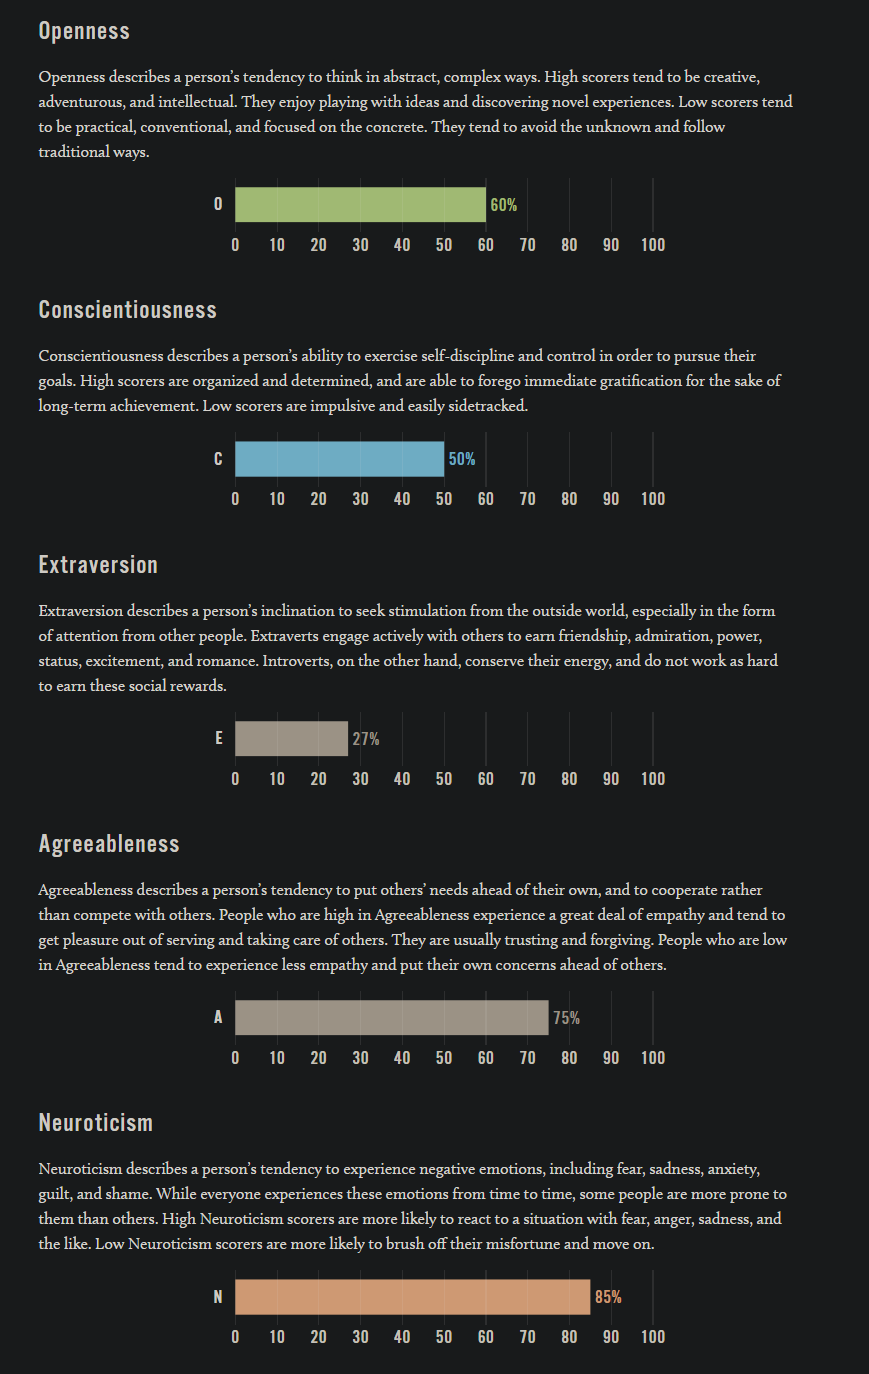 Openness
Openness describes a person’s tendency to think in abstract, complex ways. High scorers tend to be creative,
adventurous, and intellectual. They enjoy playing with ideas and discovering novel experiences. Low scorers tend
to be practical, conventional, and focused on the concrete. They tend to avoid the unknown and follow
traditional ways.
O 60%
0 10 20 30 40 50 60 70 80 90 100
Conscientiousness
Conscientiousness describes a person’s ability to exercise self-discipline and control in order to pursue their
goals. High scorers are organized and determined, and are able to forego immediate gratification for the sake of
long-term achievement. Low scorers are impulsive and easily sidetracked.
C 50%
0 10 20 30 40 50 60 70 80 90 100
Extraversion
Extraversion describes a person’s inclination to seek stimulation from the outside world, especially in the form
of attention from other people. Extraverts engage actively with others to earn friendship, admiration, power,
status, excitement, and romance. Introverts, on the other hand, conserve their energy, and do not work as hard
to earn these social rewards.
E 27%
0 10 20 30 40 50 60 70 80 90 100
Agreeableness
Agreeableness describes a person’s tendency to put others’ needs ahead of their own, and to cooperate rather
than compete with others. People who are high in Agreeableness experience a great deal of empathy and tend to
get pleasure out of serving and taking care of others. They are usually trusting and forgiving. People who are low
in Agreeableness tend to experience less empathy and put their own concerns ahead of others.
A 75%
0 10 20 30 40 50 60 70 80 90 100
Neuroticism
Neuroticism describes a person’s tendency to experience negative emotions, including fear, sadness, anxiety,
guilt, and shame. While everyone experiences these emotions from time to time, some people are more prone to
them than others. High Neuroticism scorers are more likely to react to a situation with fear, anger, sadness, and
the like. Low Neuroticism scorers are more likely to brush off their misfortune and move on.
N 85%
0 10 20 30 40 50 60 70 80 90 100